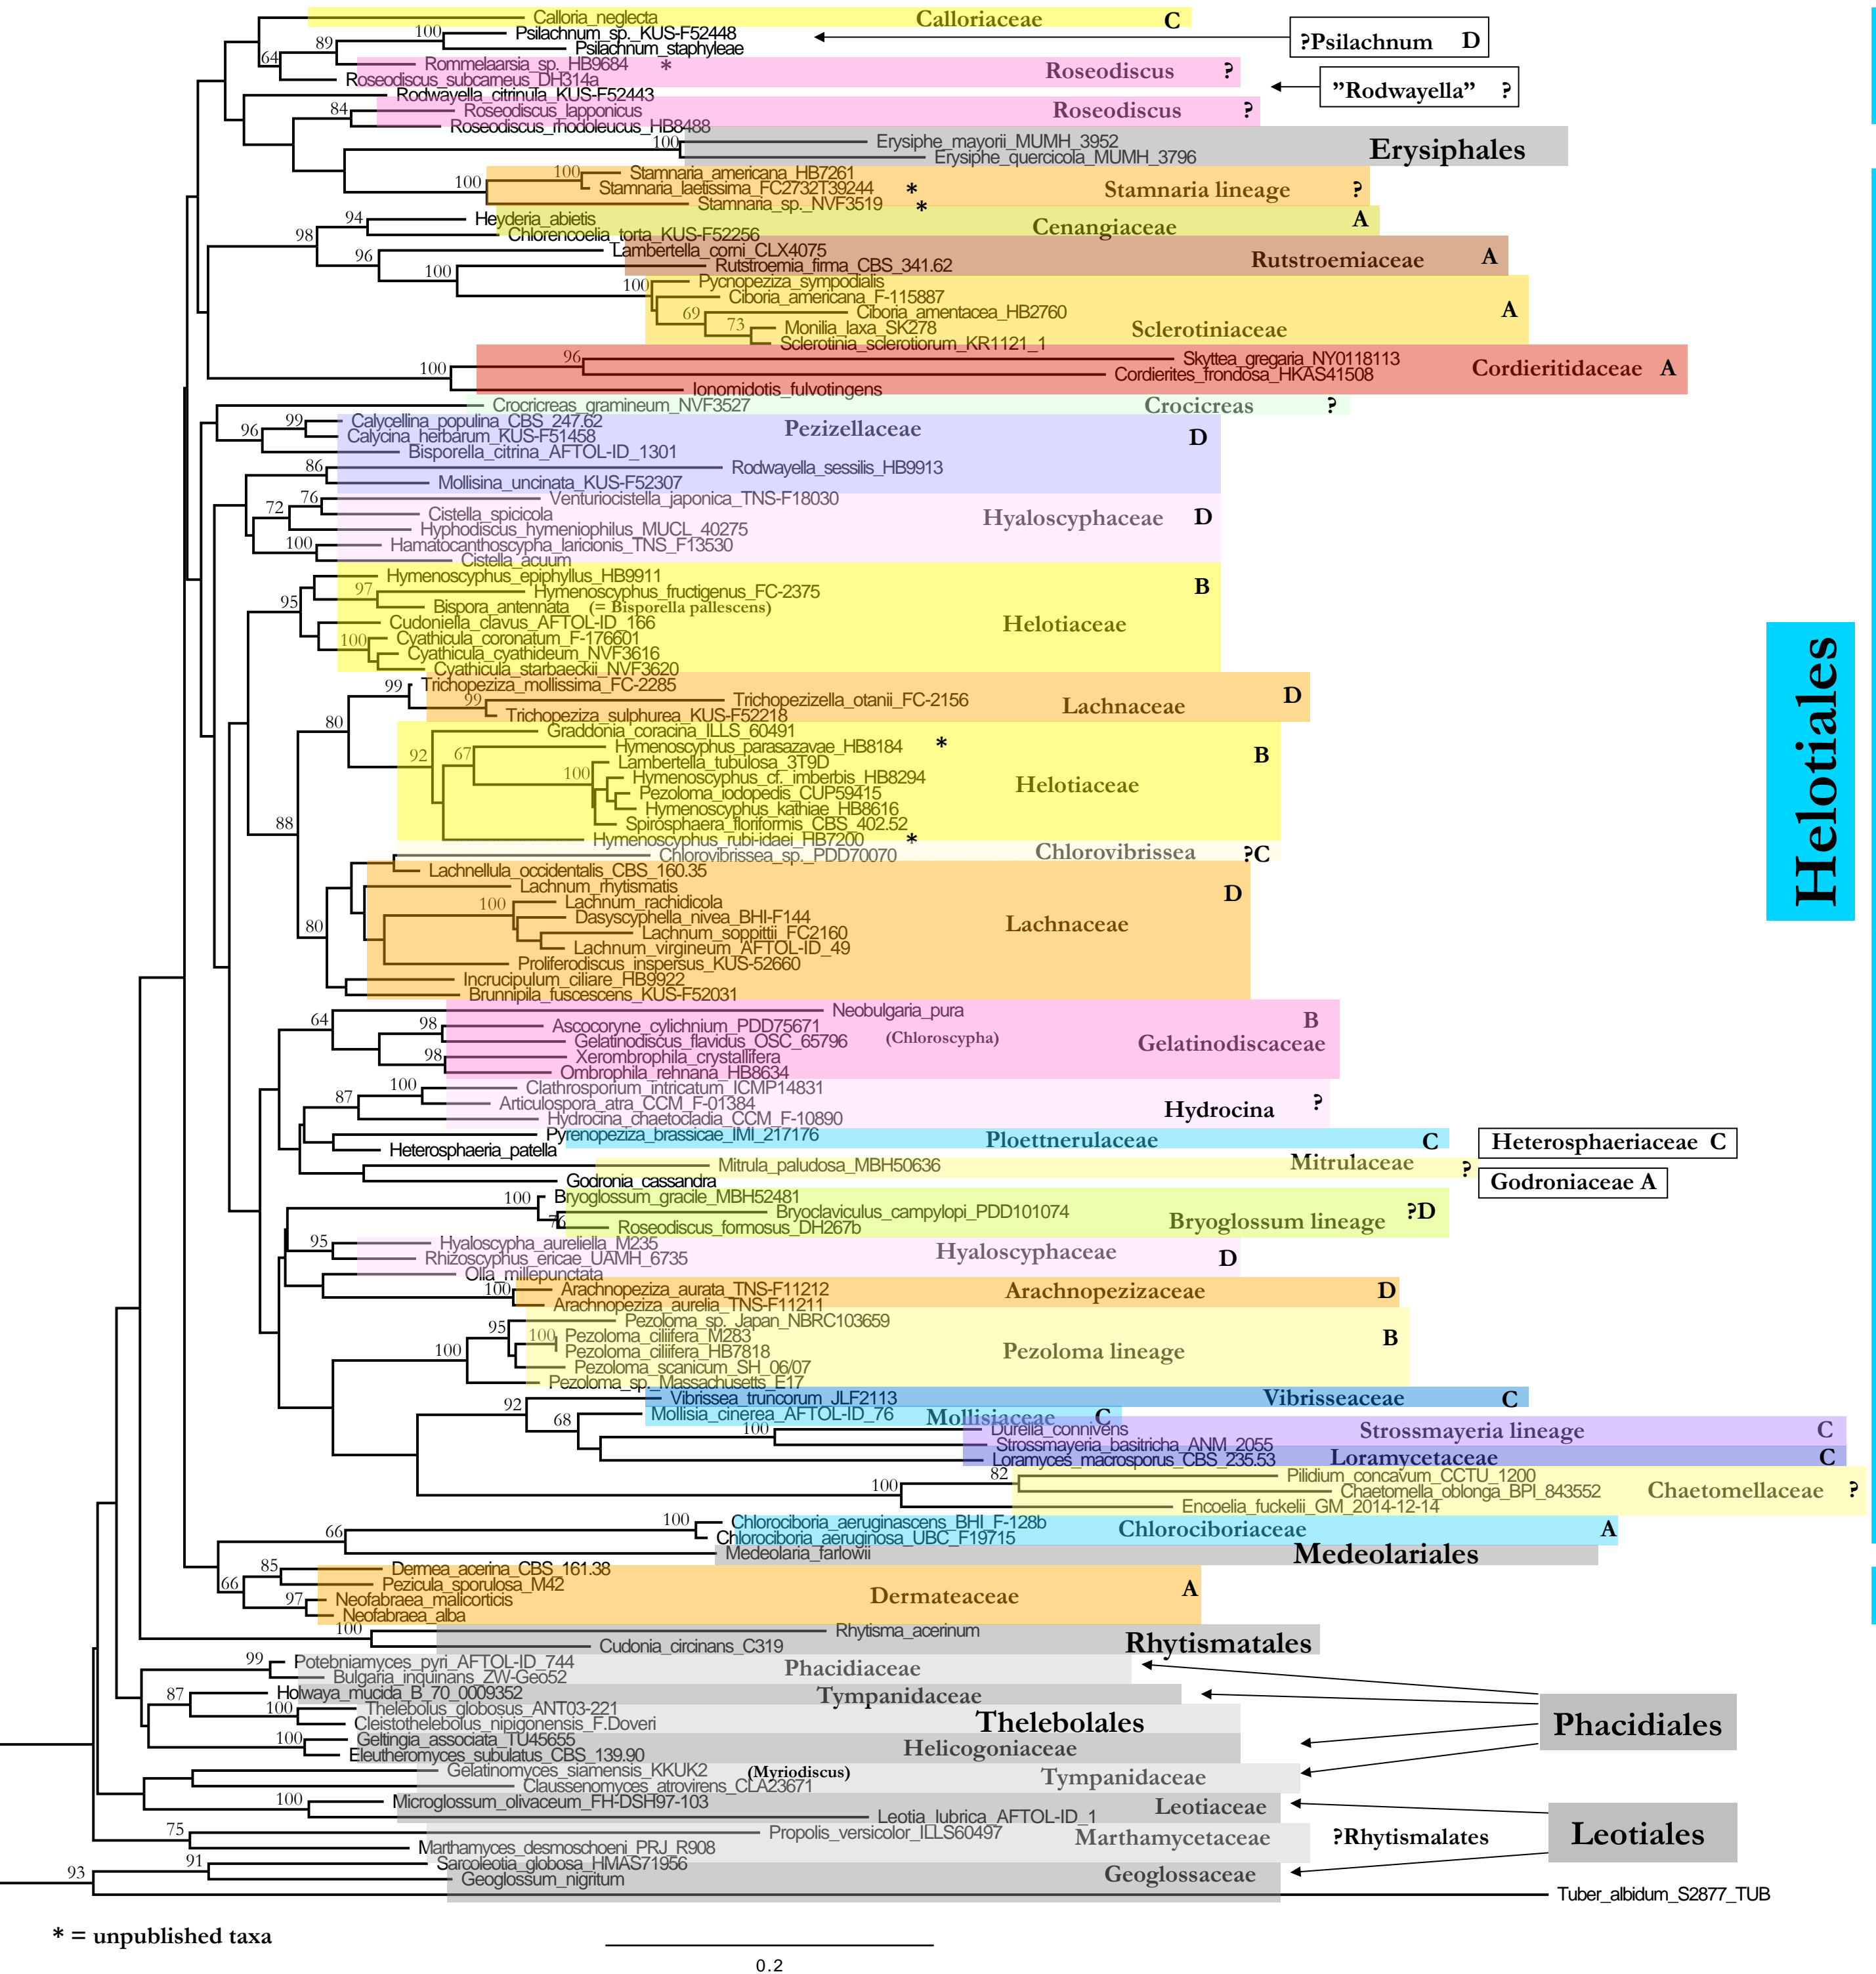 Calloria_neglecta Calloriaceae C
100 Psilachnum_sp._KUS-F52448
?Psilachnum D
89 Psilachnum_staphyleae
64 Rommelaarsia_sp._HB9684 *
Roseodiscus ?
Roseodiscus_subcarneus_DH314a
"Rodwayella" ?
Rodwayella_citrinula_KUS-F52443
84 Roseodiscus_lapponicus Roseodiscus ?
Roseodiscus_rhodoleucus_HB8488
100 Erysiphe_mayorii_MUMH_3952
Erysiphales
Erysiphe_quercicola_MUMH_3796
100 Stamnaria_americana_HB7261
100 Stamnaria_laetissima_FC2732T39244 * Stamnaria lineage ?
Stamnaria_sp._NVF3519 *
94 Heyderia_abietis A
Cenangiaceae
98 Chlorencoelia_torta_KUS-F52256
96 Lambertella_corni_CLX4075
Rutstroemiaceae A
100 Rutstroemia_firma_CBS_341.62
100 Pycnopeziza_sympodialis
Ciboria_americana_F-115887
A
69 Ciboria_amentacea_HB2760
73 Monilia_laxa_SK278 Sclerotiniaceae
Sclerotinia_sclerotiorum_KR1121_1
96 Skyttea_gregaria_NY0118113
100 Cordierites_frondosa_HKAS41508 Cordieritidaceae A
Ionomidotis_fulvotingens
Crocricreas_gramineum_NVF3527 Crocicreas ?
99 Calycellina_populina_CBS_247.62
96 Calycina_herbarum_KUS-F51458 Pezizellaceae D
Bisporella_citrina_AFTOL-ID_1301
86 Rodwayella_sessilis_HB9913
Mollisina_uncinata_KUS-F52307
76 Venturiocistella_japonica_TNS-F18030
72 Cistella_spicicola
Hyaloscyphaceae D
Hyphodiscus_hymeniophilus_MUCL_40275
100 Hamatocanthoscypha_laricionis_TNS_F13530
Cistella_acuum
Hymenoscyphus_epiphyllus_HB9911
B
97 Hymenoscyphus_fructigenus_FC-2375
95 Bispora_antennata (= Bisporella pallescens)
Cudoniella_clavus_AFTOL-ID_166 Helotiaceae
100 Cyathicula_coronatum_F-176601
Cyathicula_cyathideum_NVF3616
Cyathicula_starbaeckii_NVF3620
99 Trichopeziza_mollissima_FC-2285
D
99 Trichopezizella_otanii_FC-2156 Lachnaceae
80 Trichopeziza_sulphurea_KUS-F52218
Graddonia_coracina_ILLS_60491
67 Hymenoscyphus_parasazavae_HB8184 *
92 B
Lambertella_tubulosa_3T9D
100 Hymenoscyphus_cf._imberbis_HB8294
Helotiaceae
Pezoloma_iodopedis_CUP59415
Hymenoscyphus_kathiae_HB8616
88 Spirosphaera_floriformis_CBS_402.52
Hymenoscyphus_rubi-idaei_HB7200 *
Chlorovibrissea_sp._PDD70070 Chlorovibrissea ?C
Lachnellula_occidentalis_CBS_160.35
Lachnum_rhytismatis
D
100 Lachnum_rachidicola
Dasyscyphella_nivea_BHI-F144
80 Lachnum_soppittii_FC2160 Lachnaceae
Lachnum_virgineum_AFTOL-ID_49
Proliferodiscus_inspersus_KUS-52660
Incrucipulum_ciliare_HB9922
Brunnipila_fuscescens_KUS-F52031
64 Neobulgaria_pura
98 Ascocoryne_cylichnium_PDD75671 B
Gelatinodiscus_flavidus_OSC_65796 (Chloroscypha) Gelatinodiscaceae
98 Xerombrophila_crystallifera
Ombrophila_rehnana_HB8634
100 Clathrosporium_intricatum_ICMP14831
87 Articulospora_atra_CCM_F-01384 Hydrocina ?
Hydrocina_chaetocladia_CCM_F-10890
Pyrenopeziza_brassicae_IMI_217176 Ploettnerulaceae C Heterosphaeriaceae C
Heterosphaeria_patella
Mitrula_paludosa_MBH50636 Mitrulaceae ?
Godronia_cassandra Godroniaceae A
100 Bryoglossum_gracile_MBH52481
76 Bryoclaviculus_campylopi_PDD101074 Bryoglossum lineage ?D
Roseodiscus_formosus_DH267b
95 Hyaloscypha_aureliella_M235
Hyaloscyphaceae D
Rhizoscyphus_ericae_UAMH_6735
Olla_millepunctata
100 Arachnopeziza_aurata_TNS-F11212 Arachnopezizaceae D
Arachnopeziza_aurelia_TNS-F11211
95 Pezoloma_sp._Japan_NBRC103659
100 Pezoloma_ciliifera_M283 B
100 Pezoloma_ciliifera_HB7818 Pezoloma lineage
Pezoloma_scanicum_SH_06/07
Pezoloma_sp._Massachusetts_E17
92 Vibrissea_truncorum_JLF2113 Vibrisseaceae C
68 Mollisia_cinerea_AFTOL-ID_76 Mollisiaceae C
100 Durella_connivens Strossmayeria lineage C
Strossmayeria_basitricha_ANM_2055
Loramyces_macrosporus_CBS_235.53 Loramycetaceae C
82 Pilidium_concavum_CCTU_1200
100 Chaetomella_oblonga_BPI_843552 Chaetomellaceae ?
Encoelia_fuckelii_GM_2014-12-14
100 Chlorociboria_aeruginascens_BHI_F-128b
66 Chlorociboriaceae A
Chlorociboria_aeruginosa_UBC_F19715
Medeolaria_farlowii Medeolariales
85 Dermea_acerina_CBS_161.38
66 Pezicula_sporulosa_M42 A
97 Neofabraea_malicorticis Dermateaceae
Neofabraea_alba
100 Rhytisma_acerinum
Rhytismatales
Cudonia_circinans_C319
99 Potebniamyces_pyri_AFTOL-ID_744 Phacidiaceae
Bulgaria_inquinans_ZW-Geo52
87 Holwaya_mucida_B_70_0009352 Tympanidaceae
100 Thelebolus_globosus_ANT03-221
Thelebolales Phacidiales
Cleistothelebolus_nipigonensis_F.Doveri
100 Geltingia_associata_TU45655
Helicogoniaceae
Eleutheromyces_subulatus_CBS_139.90
Gelatinomyces_siamensis_KKUK2 (Myriodiscus) Tympanidaceae
Claussenomyces_atrovirens_CLA23671
100 Microglossum_olivaceum_FH-DSH97-103
Leotiaceae
Leotia_lubrica_AFTOL-ID_1
75 Propolis_versicolor_ILLS60497 Marthamycetaceae ?Rhytismalates Leotiales
Marthamyces_desmoschoeni_PRJ_R908
91 Sarcoleotia_globosa_HMAS71956
93 Geoglossum_nigritum Geoglossaceae
Tuber_albidum_S2877_TUB
Helotiales
* = unpublished taxa
0.2